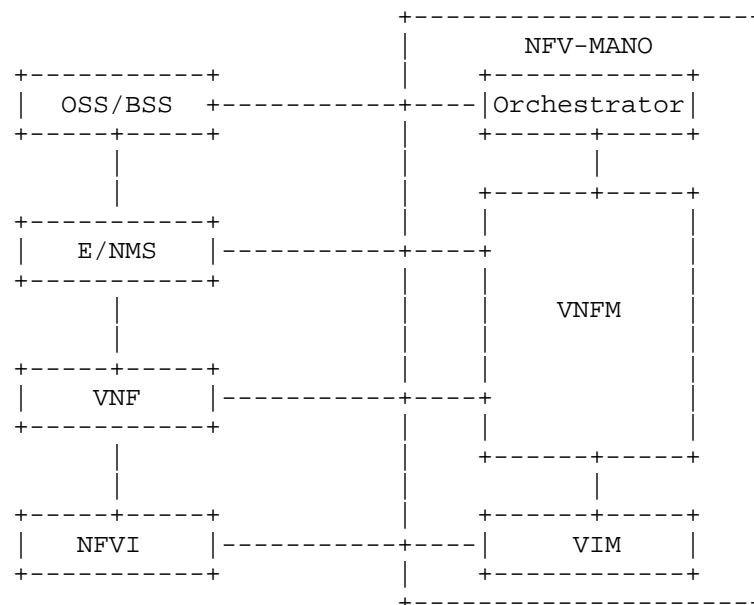 NFV-MANO
OSS/BSS Orchestrator
E/NMS
VNFM
VNF
NFVI VIM